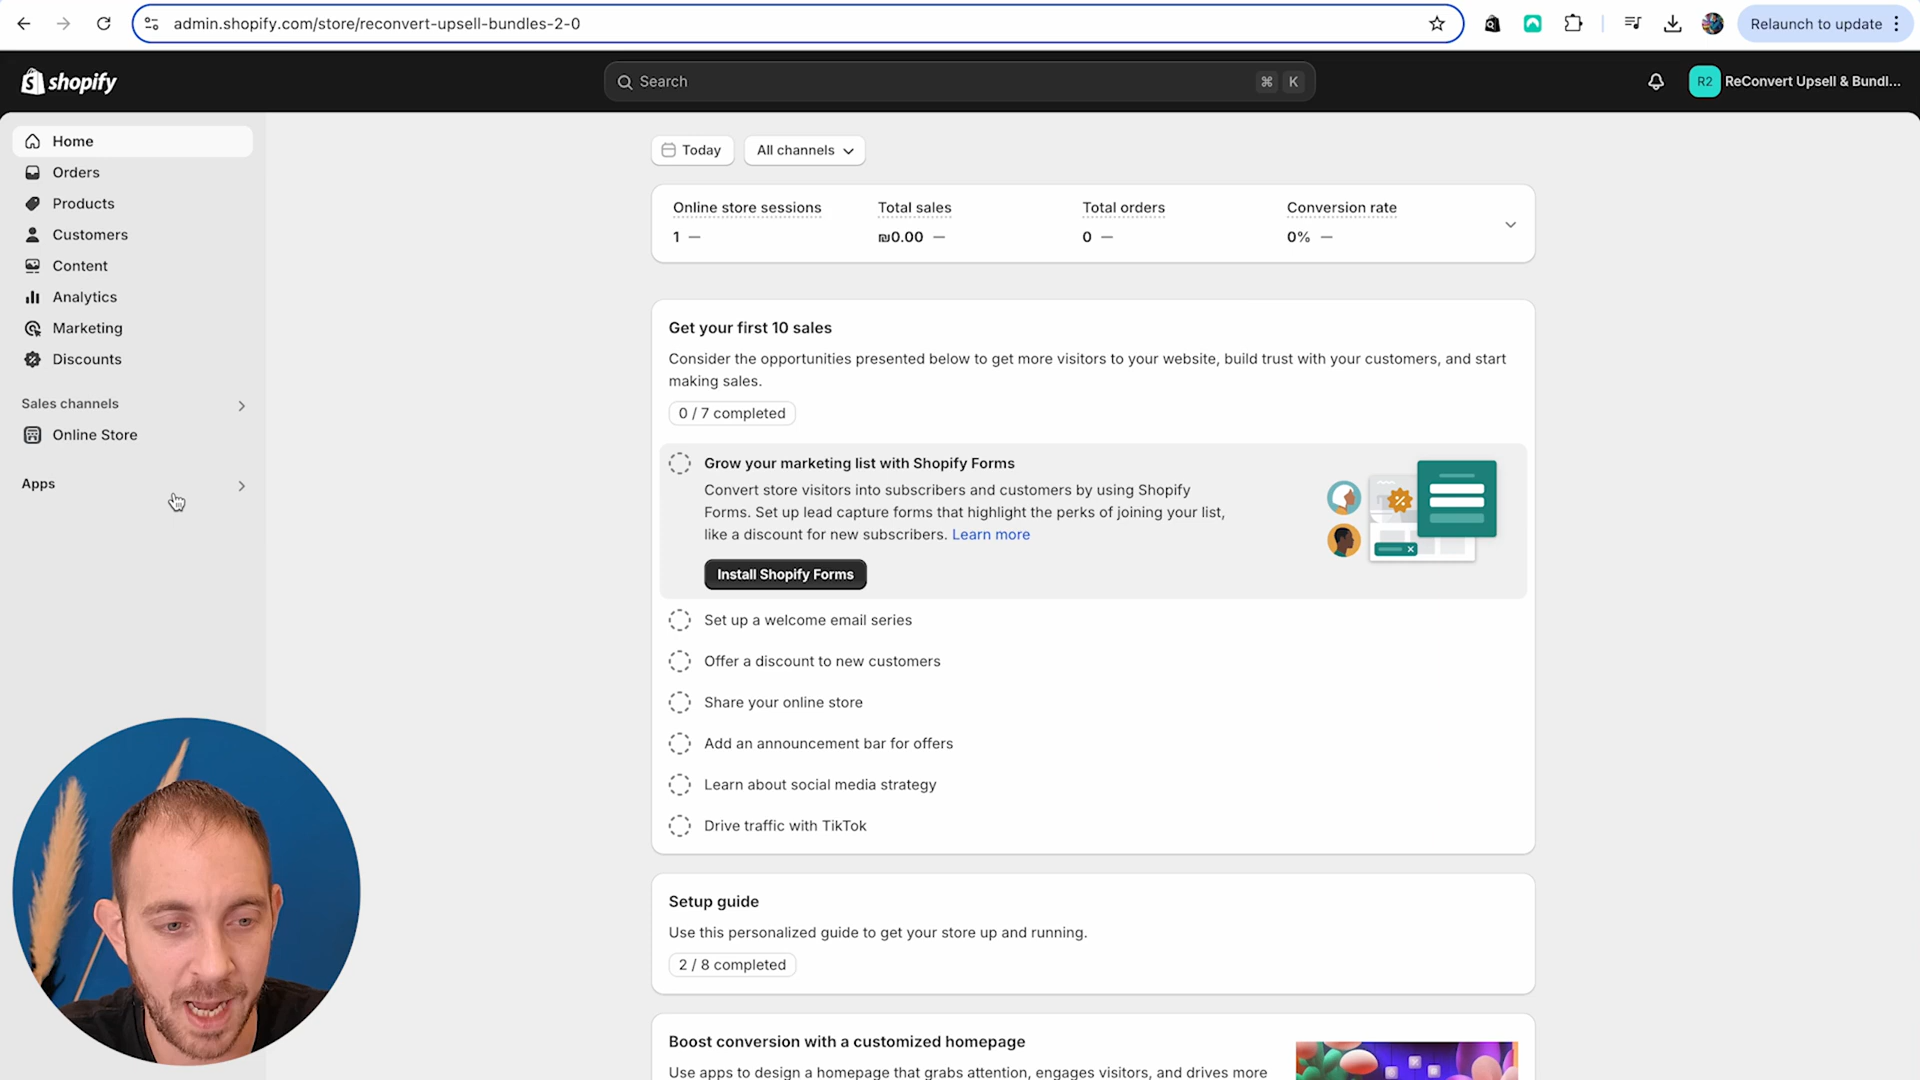 admin.shopify.com/store/reconvert-upsell-bundles-2-0
Relaunch to update
shopify
Search
⌘ K
R2
ReConvert Upsell & Bundl...
Home
Orders
Products
Customers
Content
Analytics
Marketing
Discounts
Sales channels
Online Store
Apps
Today
All channels
Online store sessions
1 —
Total sales
₪0.00 —
Total orders
0 —
Conversion rate
0% —
Get your first 10 sales
Consider the opportunities presented below to get more visitors to your website, build trust with your customers, and start
making sales.
0 / 7 completed
Grow your marketing list with Shopify Forms
Convert store visitors into subscribers and customers by using Shopify
Forms. Set up lead capture forms that highlight the perks of joining your list,
like a discount for new subscribers. Learn more
Install Shopify Forms
Set up a welcome email series
Offer a discount to new customers
Share your online store
Add an announcement bar for offers
Learn about social media strategy
Drive traffic with TikTok
Setup guide
Use this personalized guide to get your store up and running.
2 / 8 completed
Boost conversion with a customized homepage
Use apps to design a homepage that grabs attention, engages visitors, and drives more